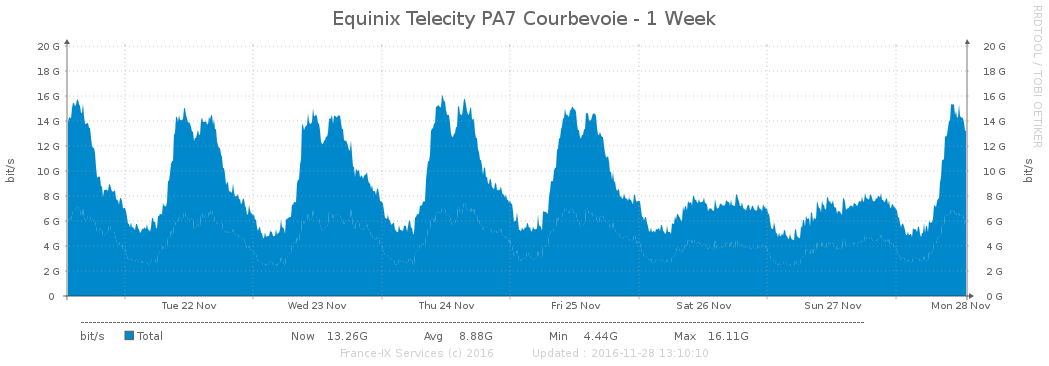 Equinix Telecity PA7 Courbevoie - 1 Week
RRDTOOL / TOBI OETIKER
bit/s
20 G 20 G
18 G 18 G
16 G 16 G
14 G 14 G
12 G 12 G
10 G 10 G
8 G 8 G
6 G 6 G
4 G 4 G
2 G 2 G
0 0 G
bit/s
Tue 22 Nov Wed 23 Nov Thu 24 Nov Fri 25 Nov Sat 26 Nov Sun 27 Nov Mon 28 Nov
bit/s Total Now 13.26G Avg 8.88G Min 4.44G Max 16.11G
France-IX Services (c) 2016 Updated : 2016-11-28 13:10:10